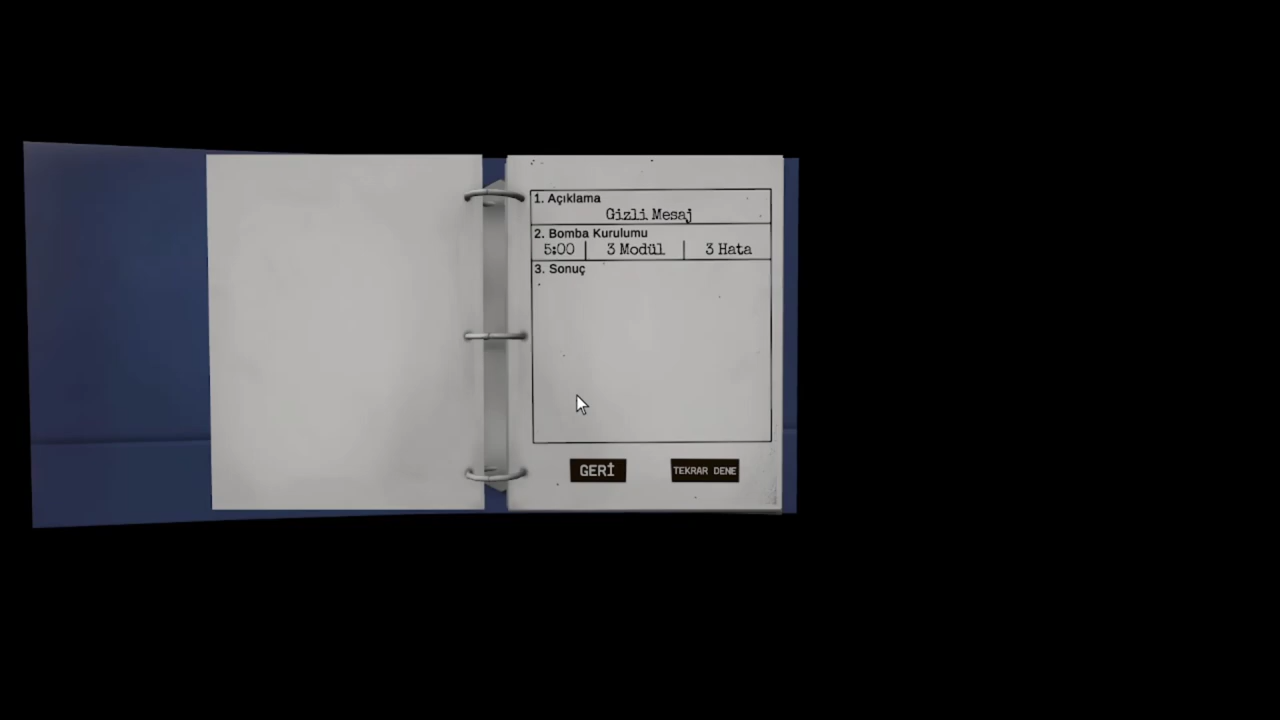 1. Açıklama
Gizli Mesaj
2. Bomba Kurulumu
5:00 | 3 Modül | 3 Hata
3. Sonuç
GERİ TEKRAR DENE